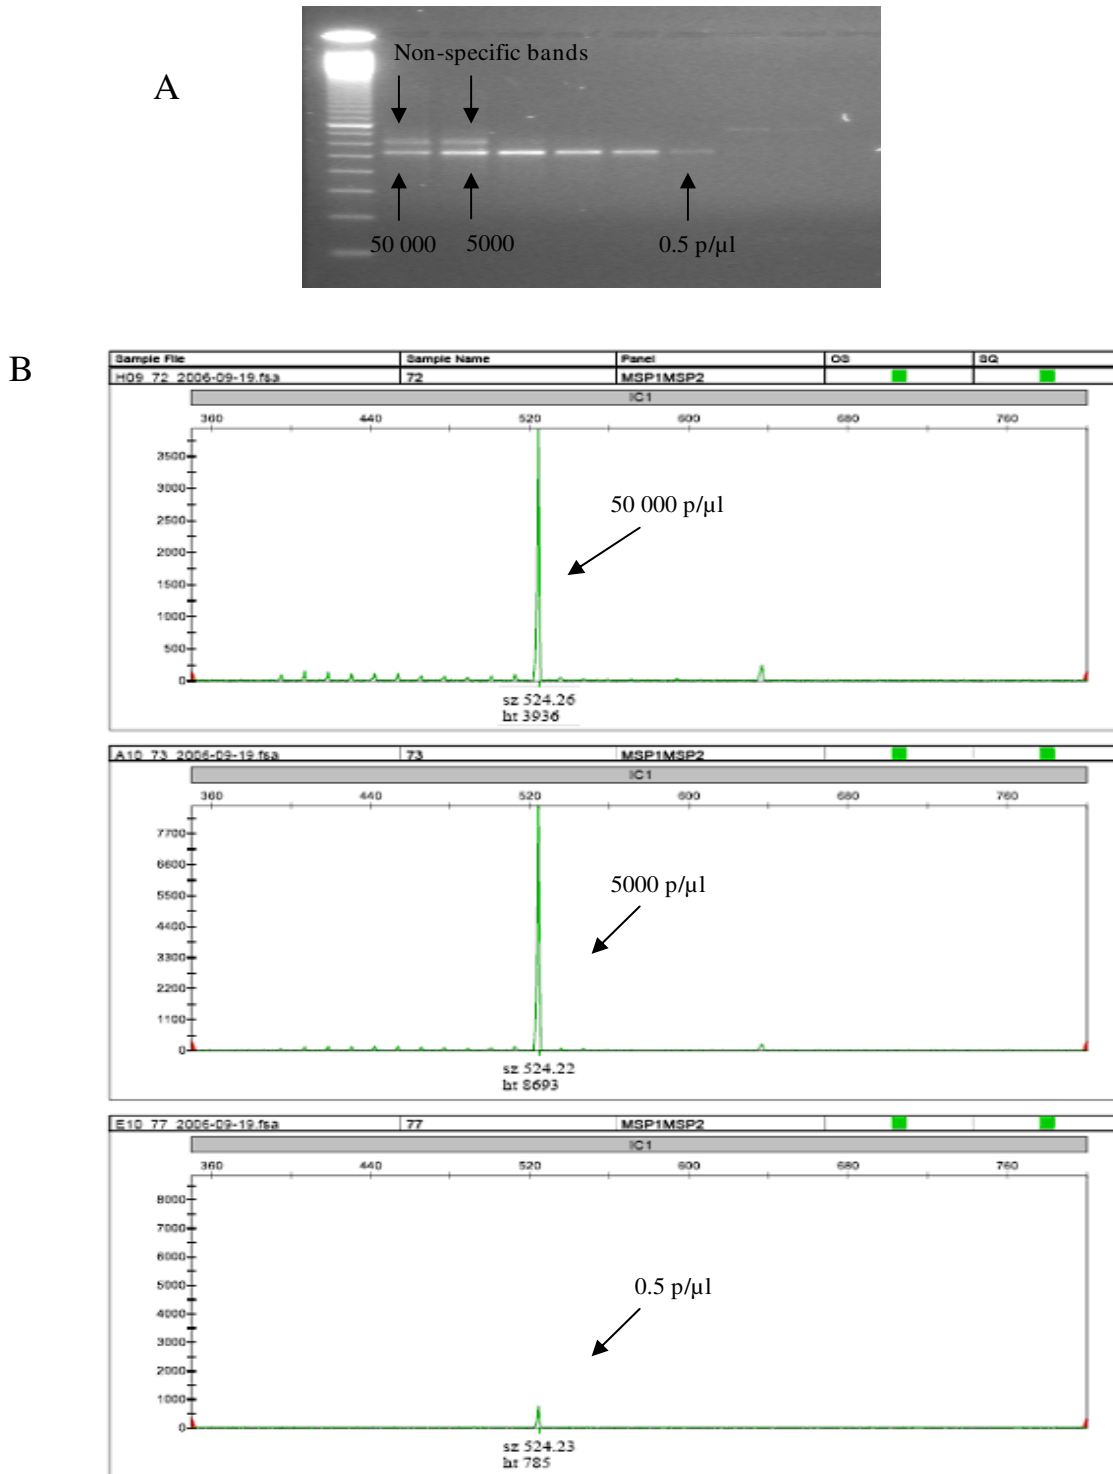 A
Non-specific bands
50 000 5000 0.5 p/µl
B
Sample File Sample Name Panel OS SQ
H09_72_2006-09-19.fsa 72 MSP1MSP2
IC1
360 440 520 600 680 760
3500
3000
2500
2000
1500
1000
500
0
50 000 p/µl
sz 524.26
ht 3936
A10_73_2006-09-19.fsa 73 MSP1MSP2
IC1
360 440 520 600 680 760
7700
6600
5500
4400
3300
2200
1100
0
5000 p/µl
sz 524.22
ht 8693
E10_77_2006-09-19.fsa 77 MSP1MSP2
IC1
360 440 520 600 680 760
8000
7000
6000
5000
4000
3000
2000
1000
0
0.5 p/µl
sz 524.23
ht 785